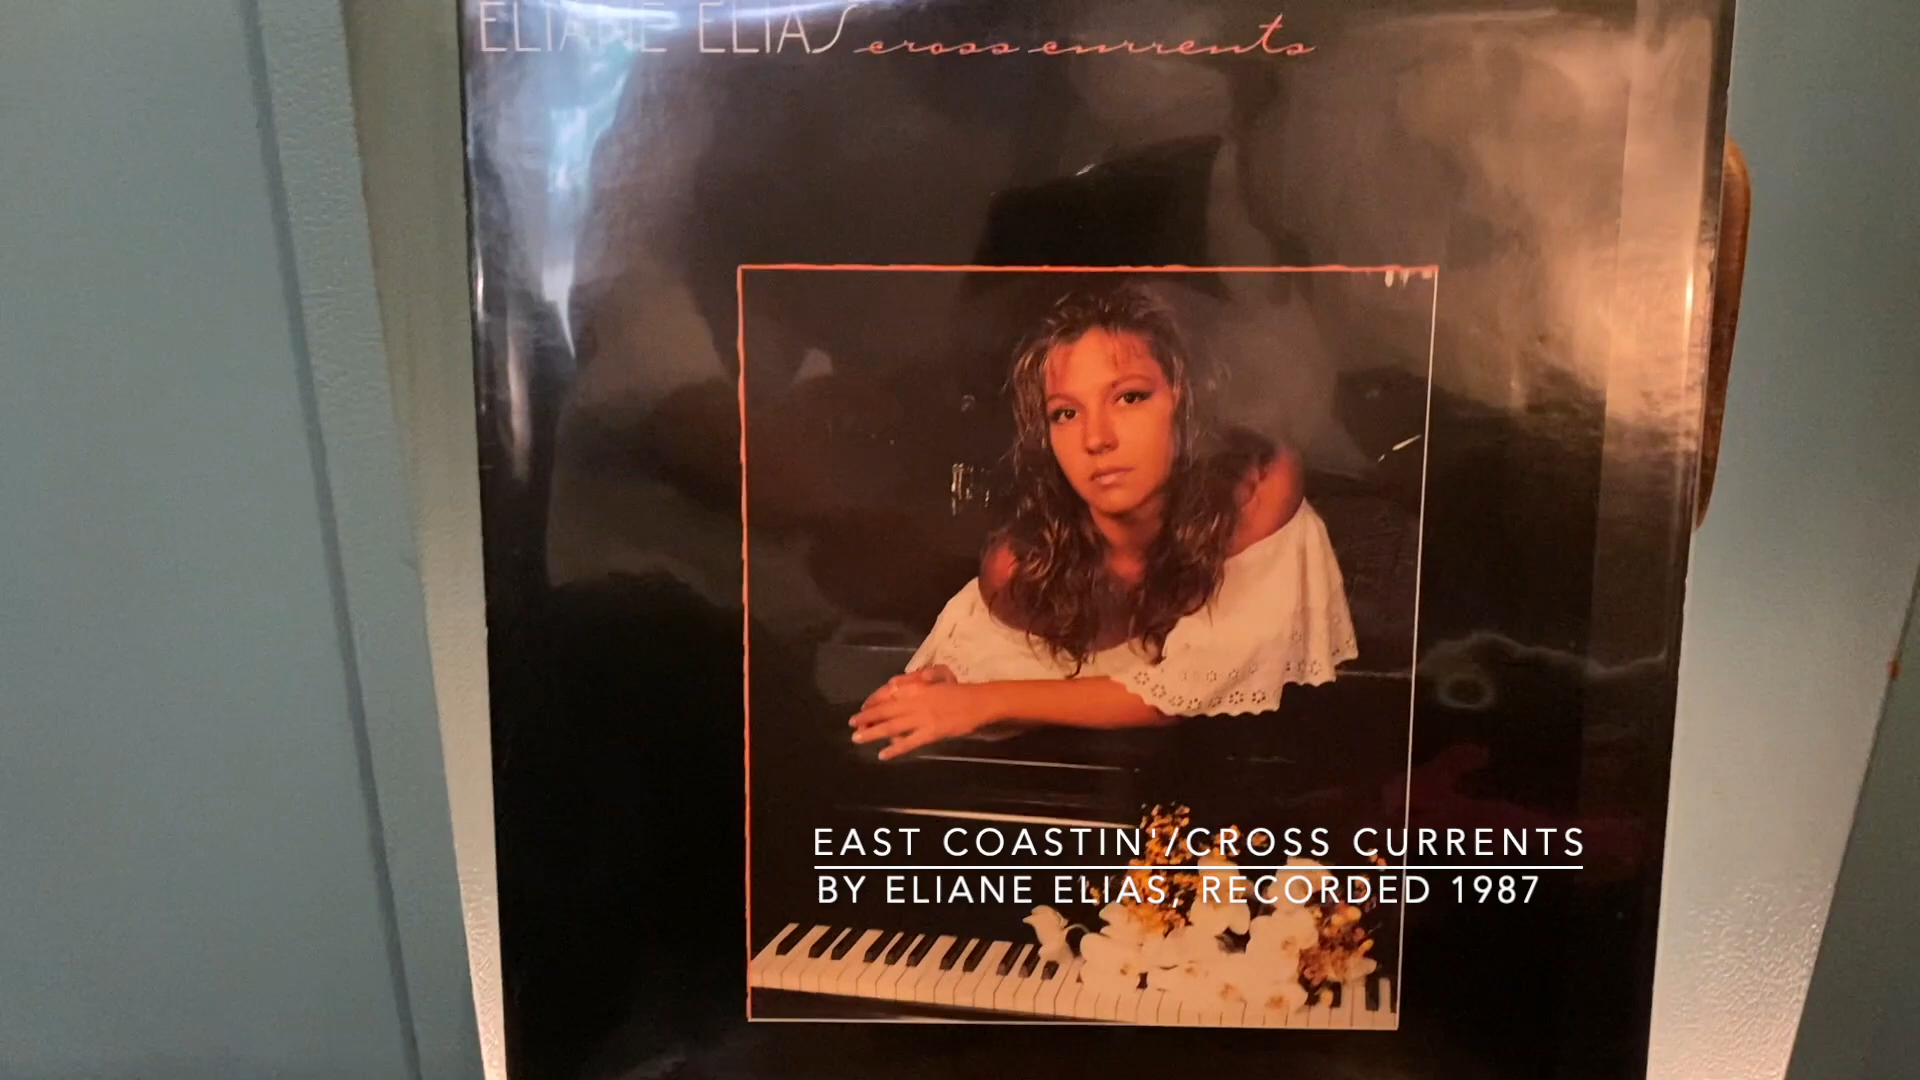 ELIANE ELIAS cross currents
EAST COASTIN'/CROSS CURRENTS
BY ELIANE ELIAS, RECORDED 1987